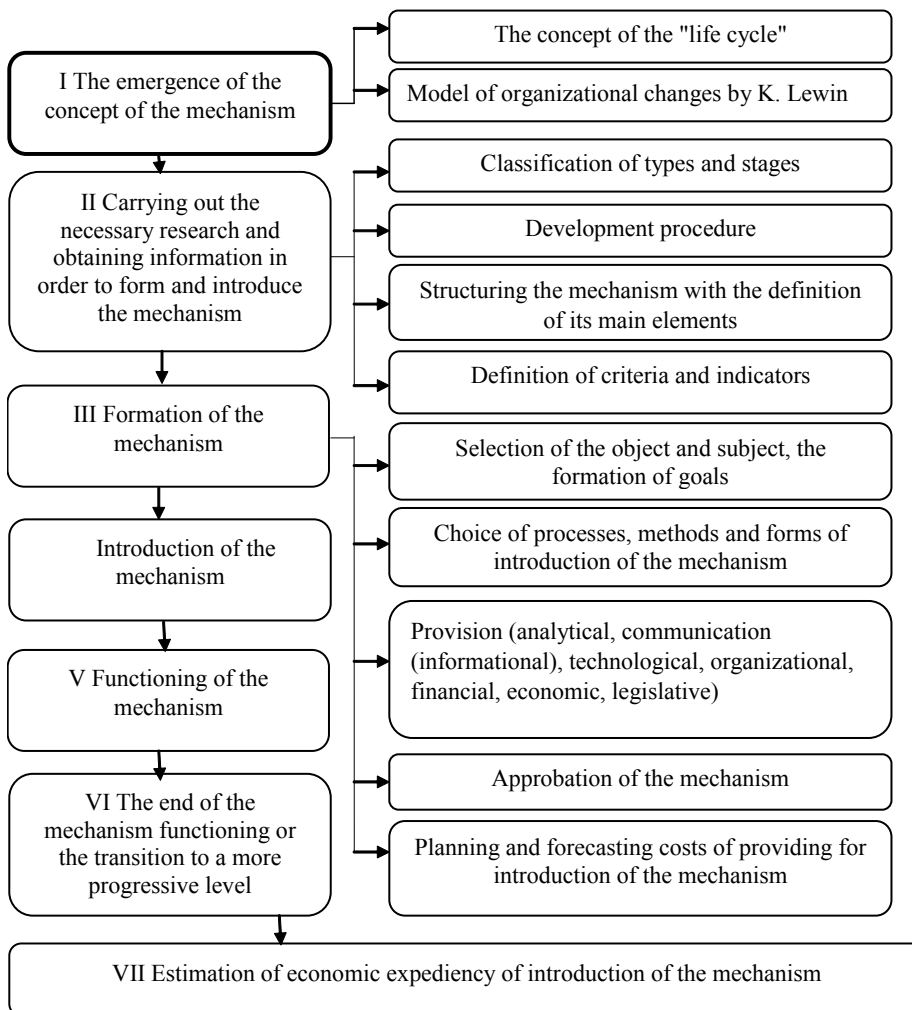 I The emergence of the
concept of the mechanism
The concept of the "life cycle"
Model of organizational changes by K. Lewin
II Carrying out the
necessary research and
obtaining information in
order to form and introduce
the mechanism
Classification of types and stages
Development procedure
Structuring the mechanism with the definition
of its main elements
Definition of criteria and indicators
III Formation of the
mechanism
Selection of the object and subject, the
formation of goals
Choice of processes, methods and forms of
introduction of the mechanism
Provision (analytical, communication
(informational), technological, organizational,
financial, economic, legislative)
Approbation of the mechanism
Planning and forecasting costs of providing for
introduction of the mechanism
Introduction of the
mechanism
V Functioning of the
mechanism
VI The end of the
mechanism functioning or
the transition to a more
progressive level
VII Estimation of economic expediency of introduction of the mechanism